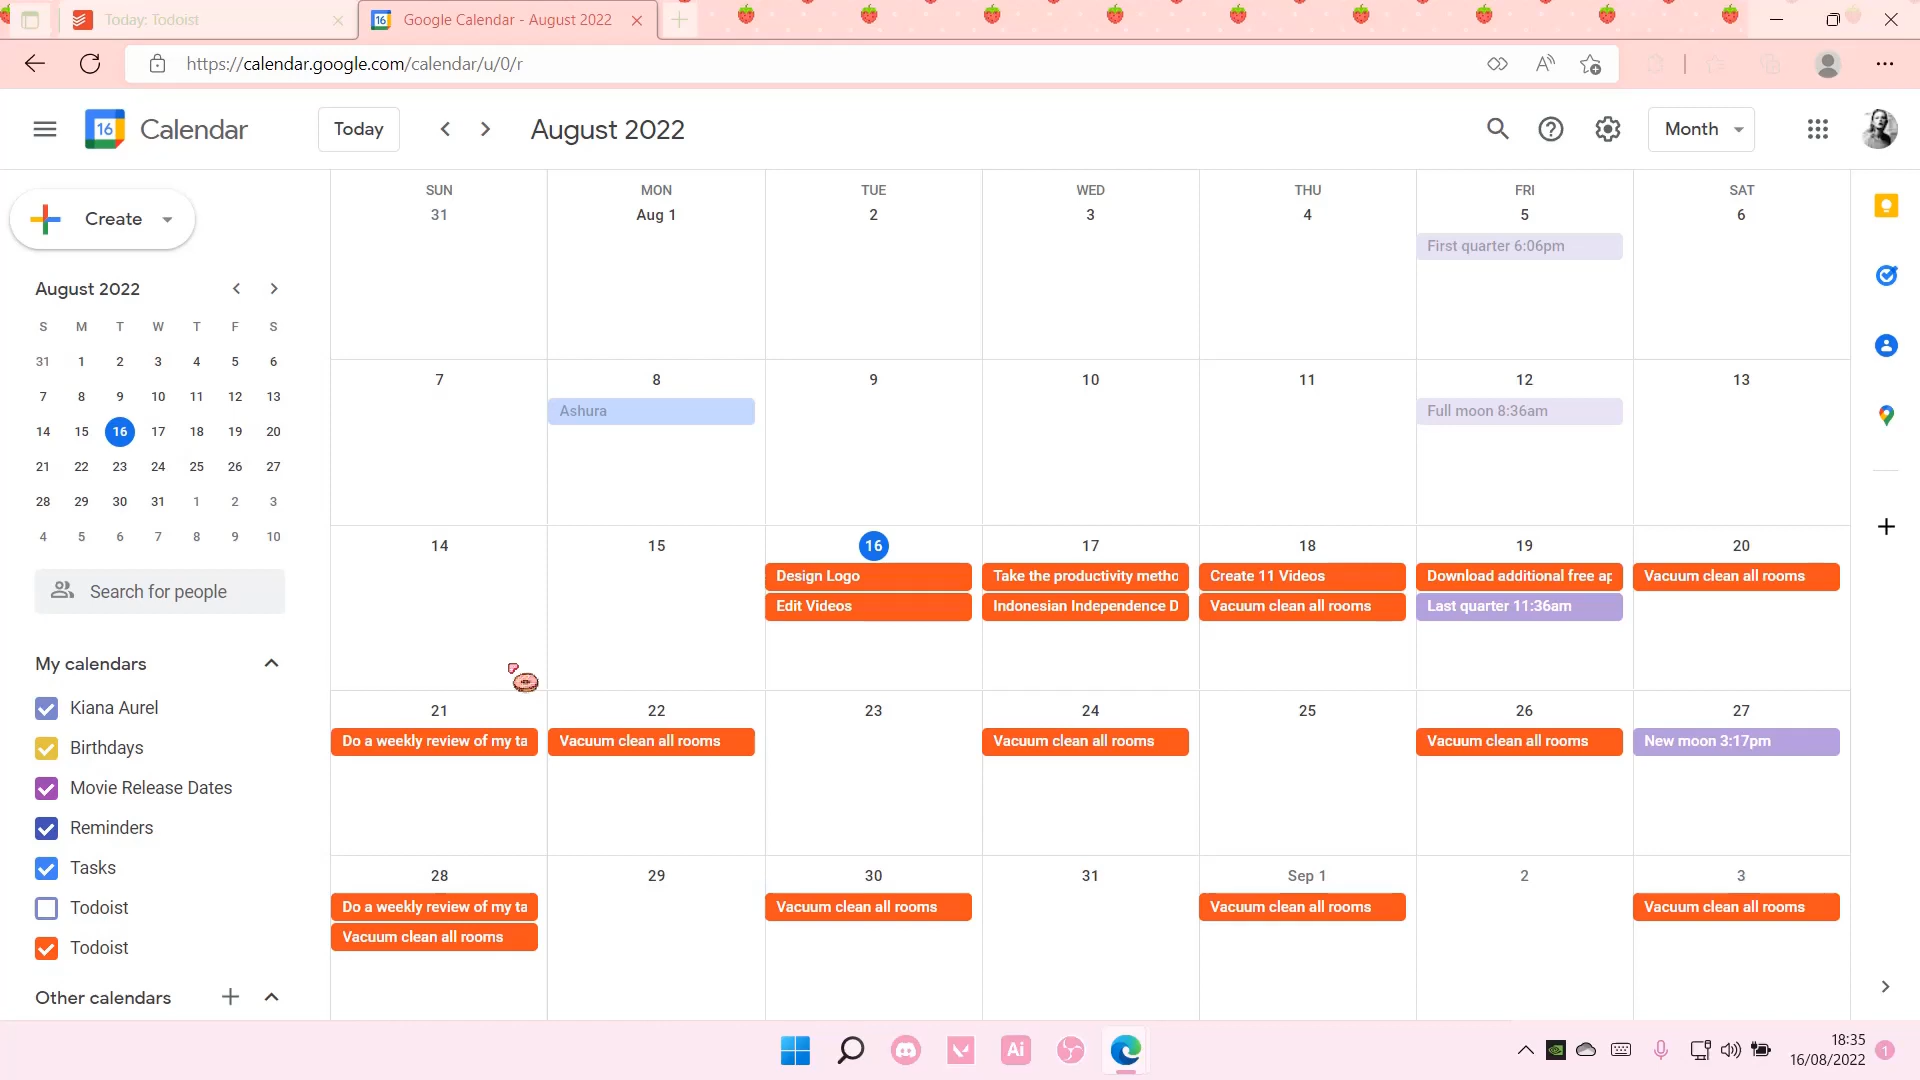 Today: Todoist
Google Calendar - August 2022
https://calendar.google.com/calendar/u/0/r
16
Calendar
Today
August 2022
Month
Create
August 2022
S M T W T F S
31 1 2 3 4 5 6
7 8 9 10 11 12 13
14 15 16 17 18 19 20
21 22 23 24 25 26 27
28 29 30 31 1 2 3
4 5 6 7 8 9 10
Search for people
My calendars
Kiana Aurel
Birthdays
Movie Release Dates
Reminders
Tasks
Todoist
Todoist
Other calendars
SUN MON TUE WED THU FRI SAT
31 Aug 1 2 3 4 5 6
First quarter 6:06pm
7 8 9 10 11 12 13
Ashura Full moon 8:36am
14 15 16 17 18 19 20
Design Logo Take the productivity metho Create 11 Videos Download additional free ap Vacuum clean all rooms
Edit Videos Indonesian Independence D Vacuum clean all rooms Last quarter 11:36am
21 22 23 24 25 26 27
Do a weekly review of my ta Vacuum clean all rooms Vacuum clean all rooms Vacuum clean all rooms New moon 3:17pm
28 29 30 31 Sep 1 2 3
Do a weekly review of my ta Vacuum clean all rooms Vacuum clean all rooms Vacuum clean all rooms
Vacuum clean all rooms
Ai
18:35
16/08/2022
1